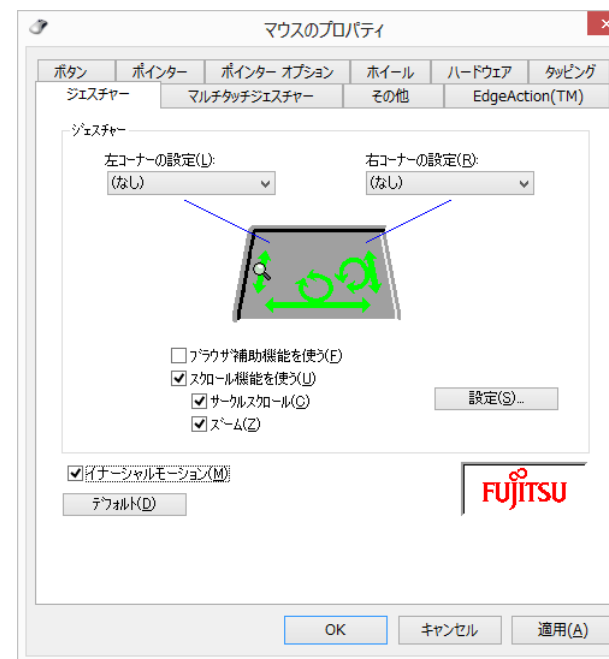 マウスのプロパティ
ボタン ポインター ポインター オプション ホイール ハードウェア タッピング
ジェスチャー マルチタッチジェスチャー その他 EdgeAction(TM)
ｼﾞｪｽﾁｬｰ
左ｺｰﾅｰの設定(L): 右ｺｰﾅｰの設定(R):
(なし) (なし)
ﾌﾞﾗｳｻﾞ補助機能を使う(F)
ｽｸﾛｰﾙ機能を使う(U)
ｻｰｸﾙｽｸﾛｰﾙ(C) 設定(S)...
ｽﾞｰﾑ(Z)
イナーシャルモーション(M)
ﾃﾞﾌｫﾙﾄ(D) FUJITSU
OK キャンセル 適用(A)